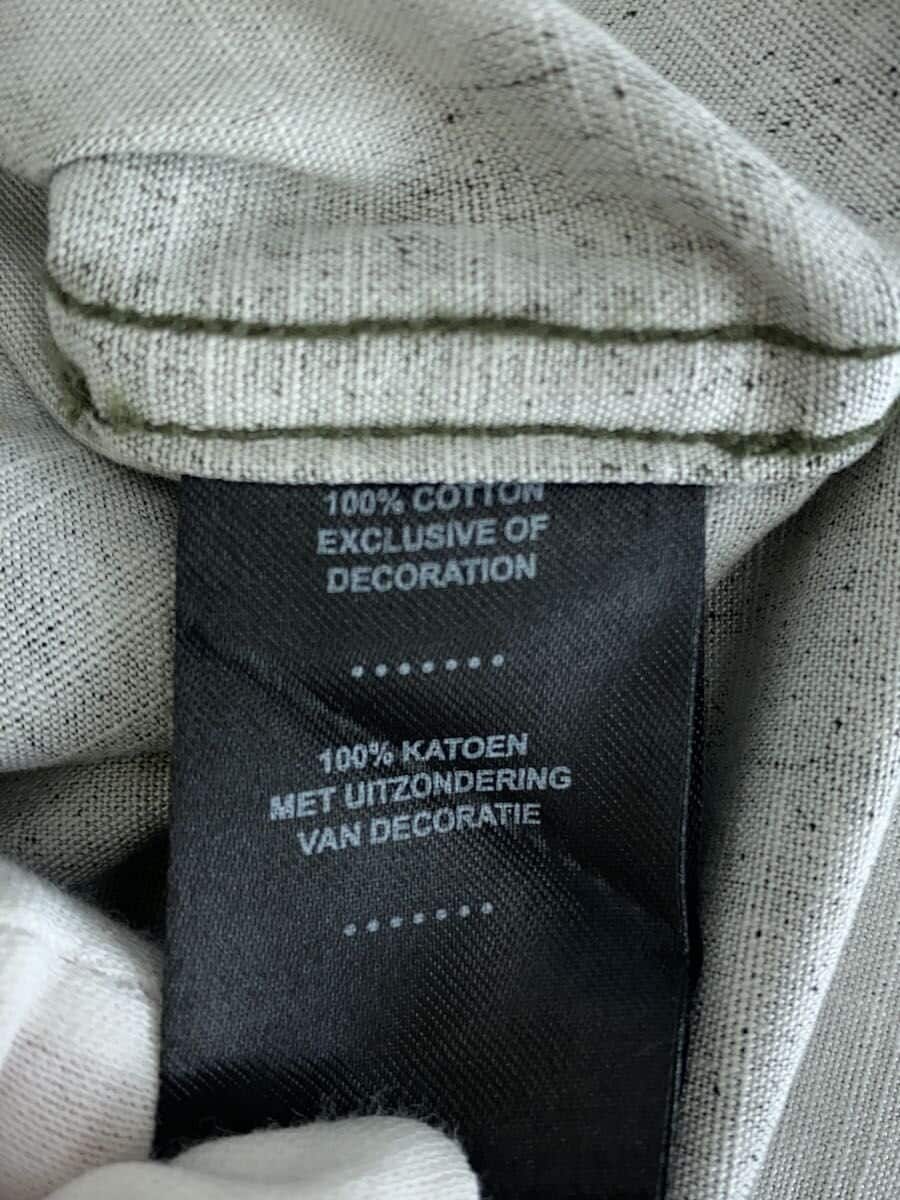 100% COTTON
EXCLUSIVE OF
DECORATION
100% KATOEN
MET UITZONDERING
VAN DECORATIE